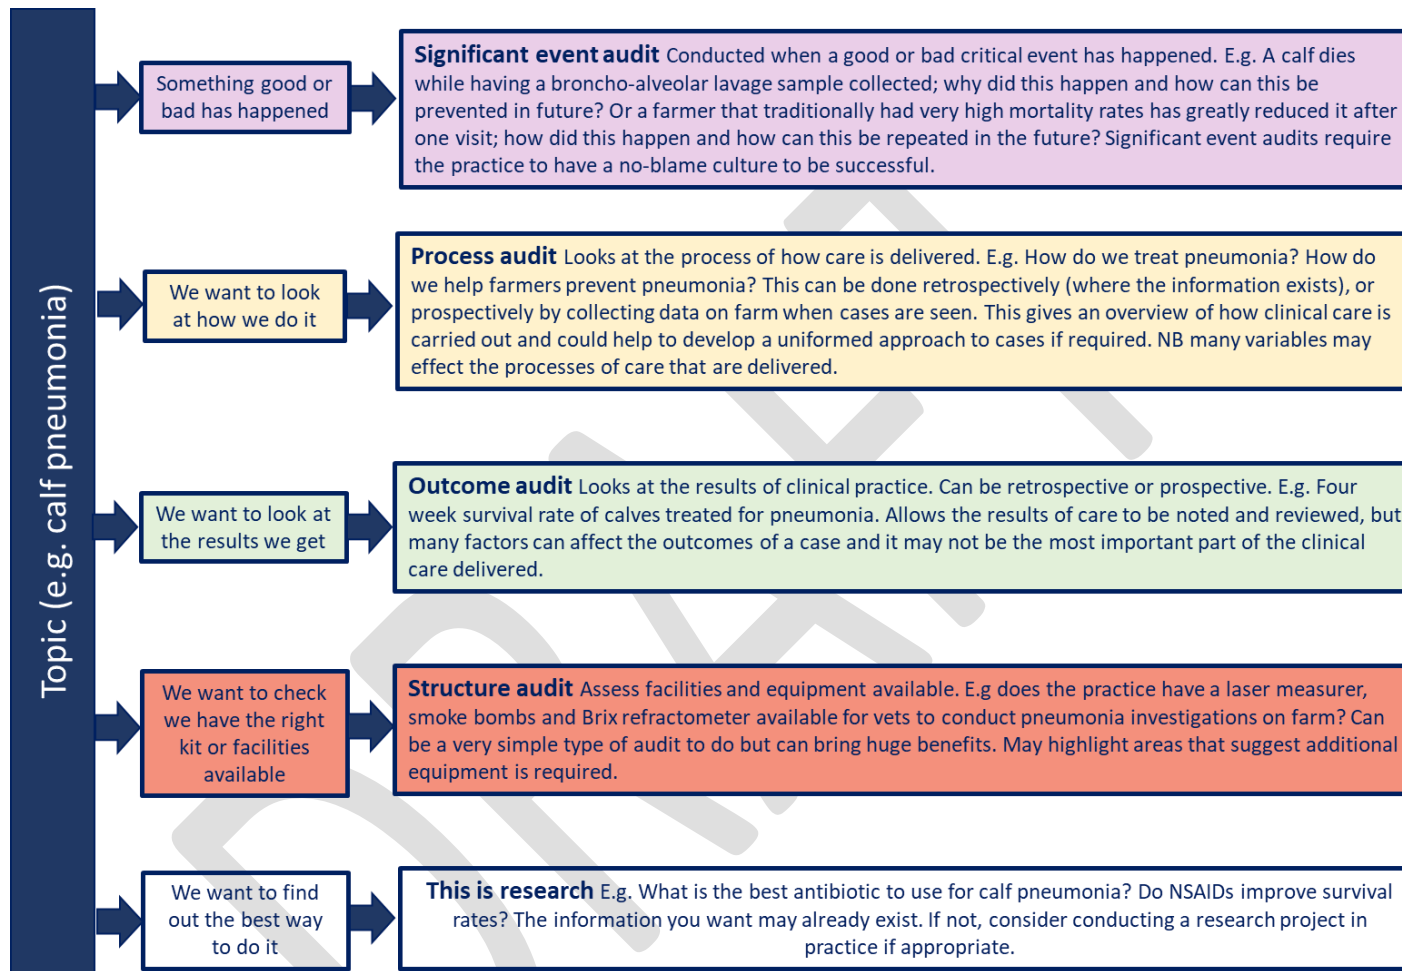 Topic (e.g. calf pneumonia)
Something good or
bad has happened
Significant event audit Conducted when a good or bad critical event has happened. E.g. A calf dies
while having a broncho-alveolar lavage sample collected; why did this happen and how can this be
prevented in future? Or a farmer that traditionally had very high mortality rates has greatly reduced it after
one visit; how did this happen and how can this be repeated in the future? Significant event audits require
the practice to have a no-blame culture to be successful.
We want to look
at how we do it
Process audit Looks at the process of how care is delivered. E.g. How do we treat pneumonia? How do
we help farmers prevent pneumonia? This can be done retrospectively (where the information exists), or
prospectively by collecting data on farm when cases are seen. This gives an overview of how clinical care is
carried out and could help to develop a uniformed approach to cases if required. NB many variables may
effect the processes of care that are delivered.
We want to look at
the results we get
Outcome audit Looks at the results of clinical practice. Can be retrospective or prospective. E.g. Four
week survival rate of calves treated for pneumonia. Allows the results of care to be noted and reviewed, but
many factors can affect the outcomes of a case and it may not be the most important part of the clinical
care delivered.
We want to check
we have the right
kit or facilities
available
Structure audit Assess facilities and equipment available. E.g does the practice have a laser measurer,
smoke bombs and Brix refractometer available for vets to conduct pneumonia investigations on farm? Can
be a very simple type of audit to do but can bring huge benefits. May highlight areas that suggest additional
equipment is required.
We want to find
out the best way
to do it
This is research E.g. What is the best antibiotic to use for calf pneumonia? Do NSAIDs improve survival
rates? The information you want may already exist. If not, consider conducting a research project in
practice if appropriate.
DRAFT